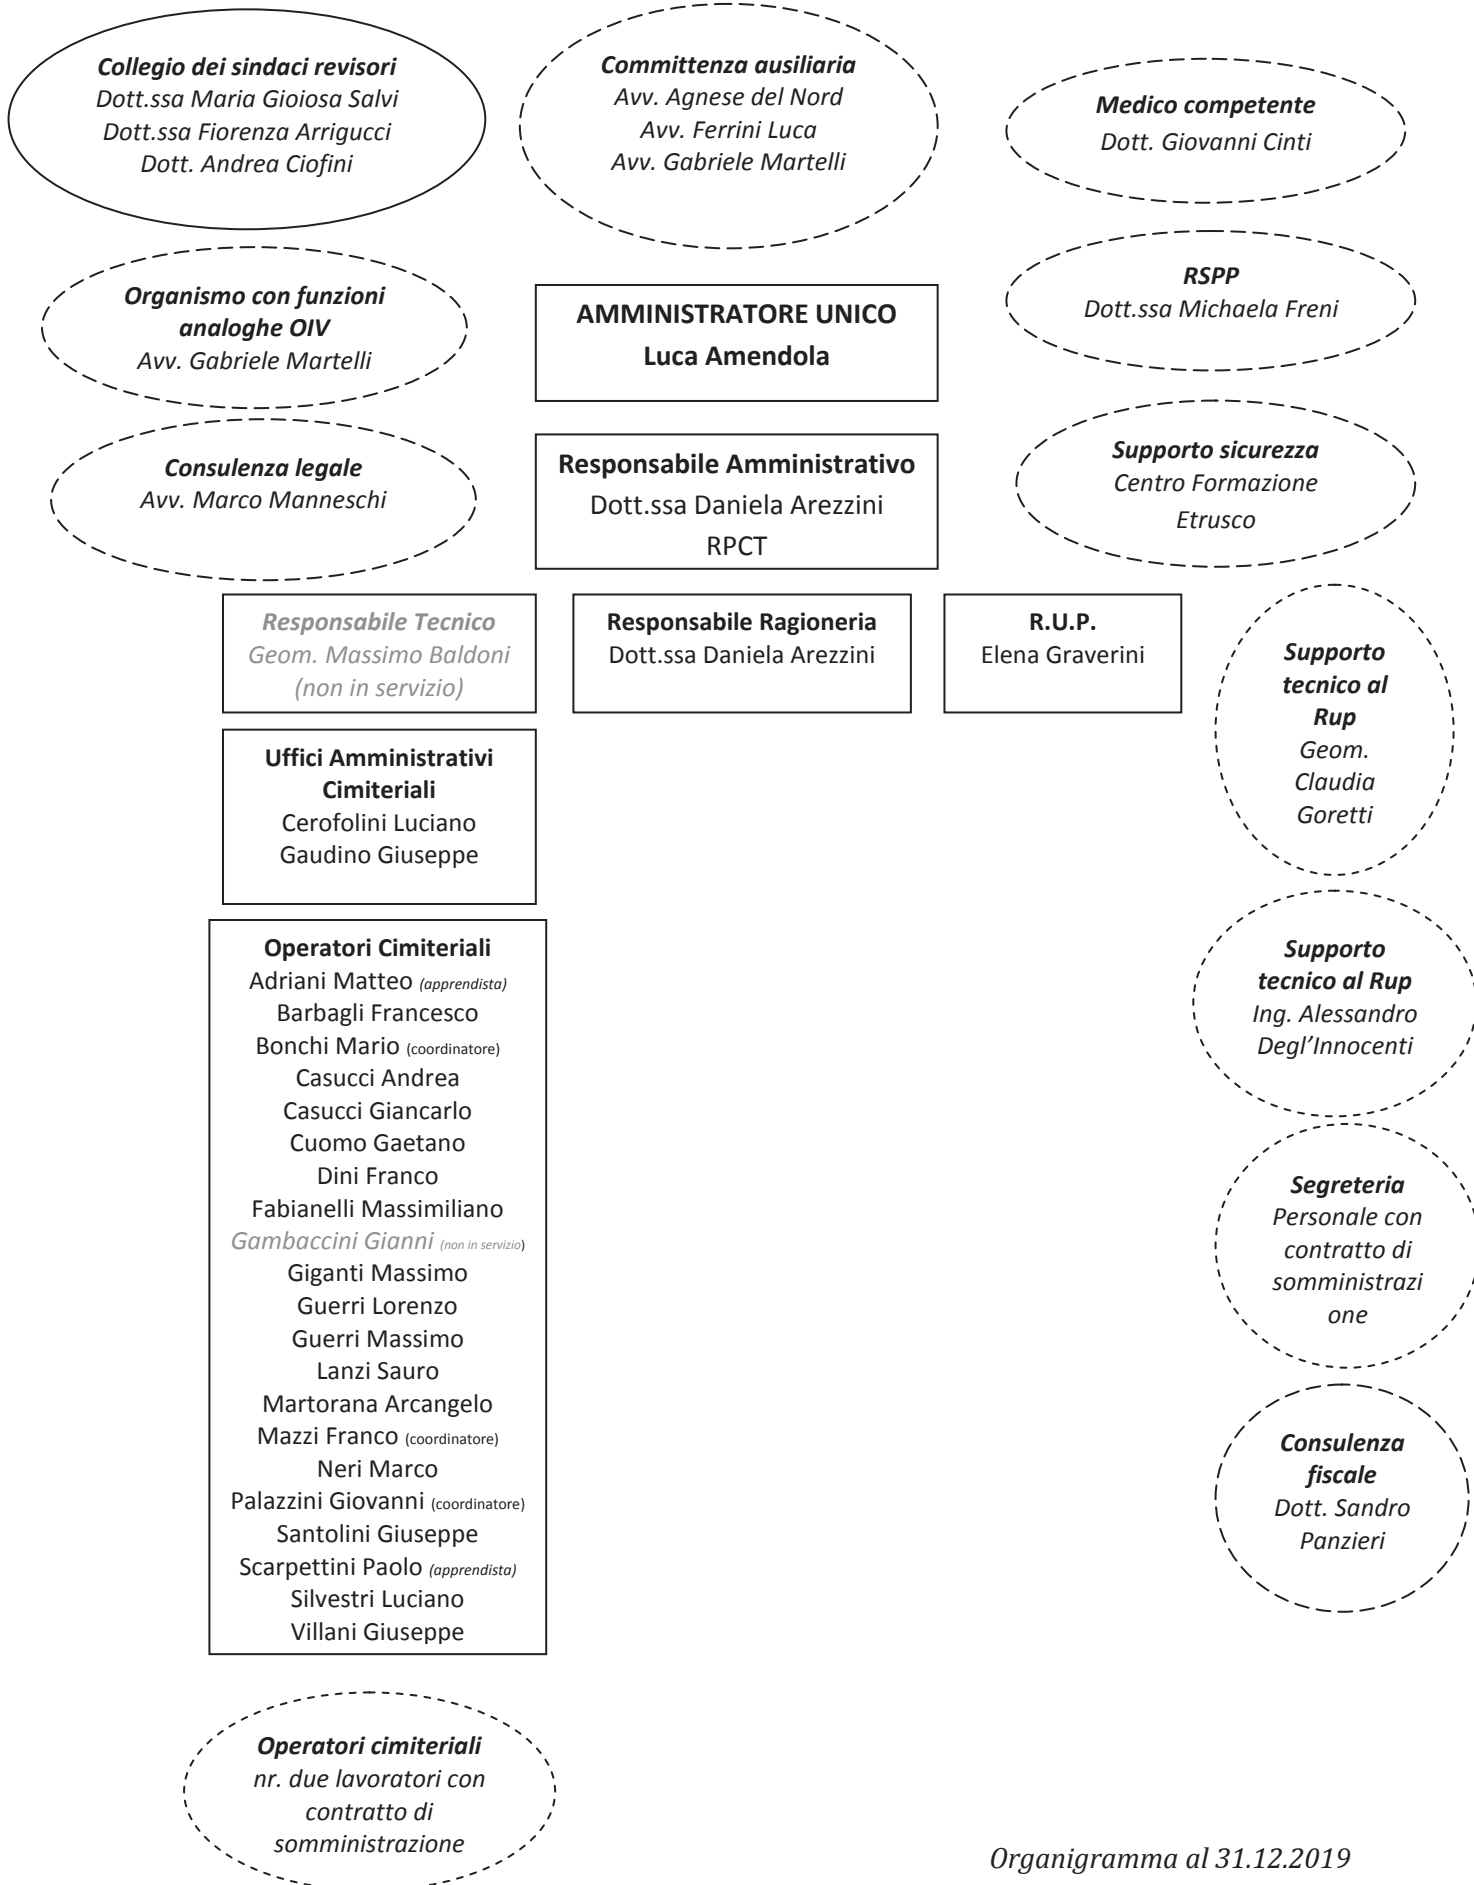 Collegio dei sindaci revisori
Dott.ssa Maria Gioiosa Salvi
Dott.ssa Fiorenza Arrigucci
Dott. Andrea Ciofini
Committenza ausiliaria
Avv. Agnese del Nord
Avv. Ferrini Luca
Avv. Gabriele Martelli
Medico competente
Dott. Giovanni Cinti
Organismo con funzioni
analoghe OIV
Avv. Gabriele Martelli
AMMINISTRATORE UNICO
Luca Amendola
RSPP
Dott.ssa Michaela Freni
Consulenza legale
Avv. Marco Manneschi
Responsabile Amministrativo
Dott.ssa Daniela Arezzini
RPCT
Supporto sicurezza
Centro Formazione
Etrusco
Responsabile Tecnico
Geom. Massimo Baldoni
(non in servizio)
Responsabile Ragioneria
Dott.ssa Daniela Arezzini
R.U.P.
Elena Graverini
Supporto
tecnico al
Rup
Geom.
Claudia
Goretti
Uffici Amministrativi
Cimiteriali
Cerofolini Luciano
Gaudino Giuseppe
Operatori Cimiteriali
Adriani Matteo (apprendista)
Barbagli Francesco
Bonchi Mario (coordinatore)
Casucci Andrea
Casucci Giancarlo
Cuomo Gaetano
Dini Franco
Fabianelli Massimiliano
Gambaccini Gianni (non in servizio)
Giganti Massimo
Guerri Lorenzo
Guerri Massimo
Lanzi Sauro
Martorana Arcangelo
Mazzi Franco (coordinatore)
Neri Marco
Palazzini Giovanni (coordinatore)
Santolini Giuseppe
Scarpettini Paolo (apprendista)
Silvestri Luciano
Villani Giuseppe
Supporto
tecnico al Rup
Ing. Alessandro
Degl’Innocenti
Segreteria
Personale con
contratto di
somministrazi
one
Consulenza
fiscale
Dott. Sandro
Panzieri
Operatori cimiteriali
nr. due lavoratori con
contratto di
somministrazione
Organigramma al 31.12.2019